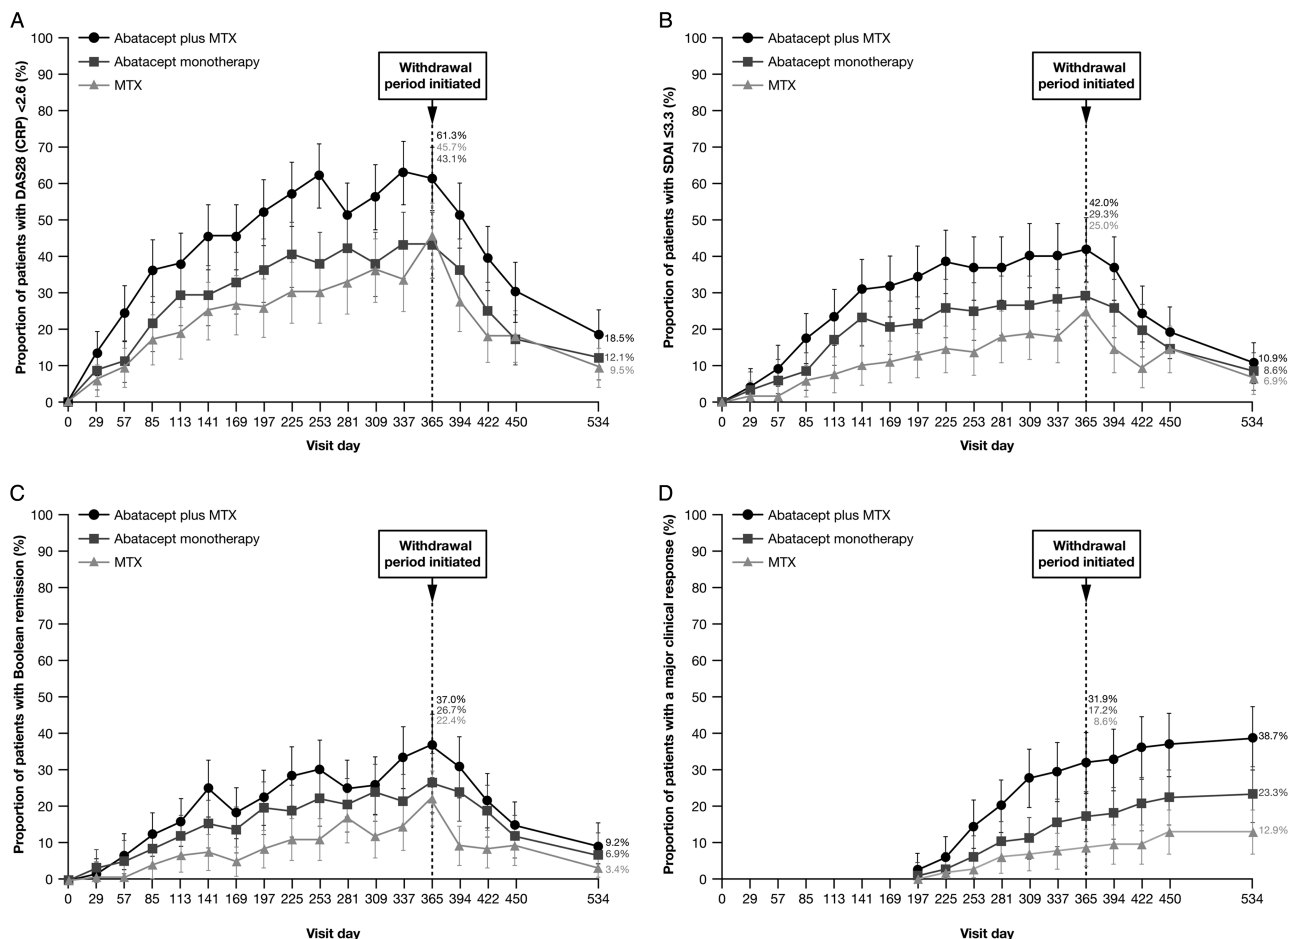 A
Abatacept plus MTX
Abatacept monotherapy
MTX
Withdrawal
period initiated
Proportion of patients with DAS28 (CRP) <2.6 (%)
100
90
80
70
60
50
40
30
20
10
0
61.3%
45.7%
43.1%
18.5%
12.1%
9.5%
0 29 57 85 113 141 169 197 225 253 281 309 337 365 394 422 450 534
Visit day
B
Abatacept plus MTX
Abatacept monotherapy
MTX
Withdrawal
period initiated
Proportion of patients with SDAI ≤3.3 (%)
100
90
80
70
60
50
40
30
20
10
0
42.0%
29.3%
25.0%
10.9%
8.6%
6.9%
0 29 57 85 113 141 169 197 225 253 281 309 337 365 394 422 450 534
Visit day
C
Abatacept plus MTX
Abatacept monotherapy
MTX
Withdrawal
period initiated
Proportion of patients with Boolean remission (%)
100
90
80
70
60
50
40
30
20
10
0
37.0%
26.7%
22.4%
9.2%
6.9%
3.4%
0 29 57 85 113 141 169 197 225 253 281 309 337 365 394 422 450 534
Visit day
D
Abatacept plus MTX
Abatacept monotherapy
MTX
Withdrawal
period initiated
Proportion of patients with a major clinical response (%)
100
90
80
70
60
50
40
30
20
10
0
31.9%
17.2%
8.6%
38.7%
23.3%
12.9%
0 29 57 85 113 141 169 197 225 253 281 309 337 365 394 422 450 534
Visit day